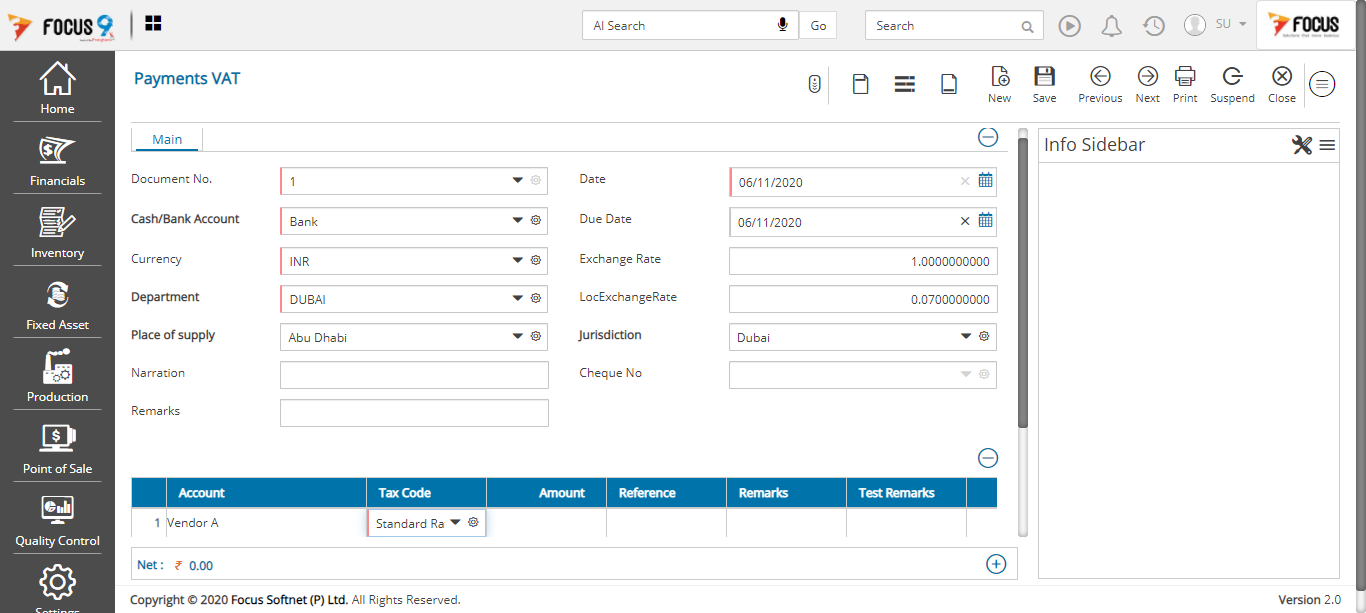 FOCUS 9
AI Search
Go
Search
SU
FOCUS
Home
Financials
Inventory
Fixed Asset
Production
Point of Sale
Quality Control
Settings
Payments VAT
New
Save
Previous
Next
Print
Suspend
Close
Main
Document No. 1
Date 06/11/2020
Cash/Bank Account Bank
Due Date 06/11/2020
Currency INR
Exchange Rate 1.0000000000
Department DUBAI
LocExchangeRate 0.0700000000
Place of supply Abu Dhabi
Jurisdiction Dubai
Narration
Cheque No
Remarks
Account Tax Code Amount Reference Remarks Test Remarks
1 Vendor A Standard Ra
Net : ₹ 0.00
Info Sidebar
Copyright © 2020 Focus Softnet (P) Ltd. All Rights Reserved.
Version 2.0